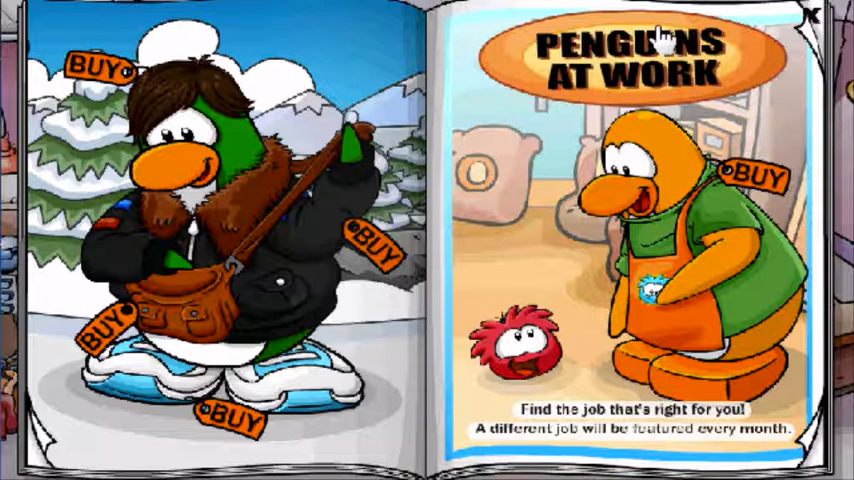 BUY
BUY
BUY
BUY
PENGUINS
AT WORK
BUY
Find the job that's right for you!
A different job will be featured every month.